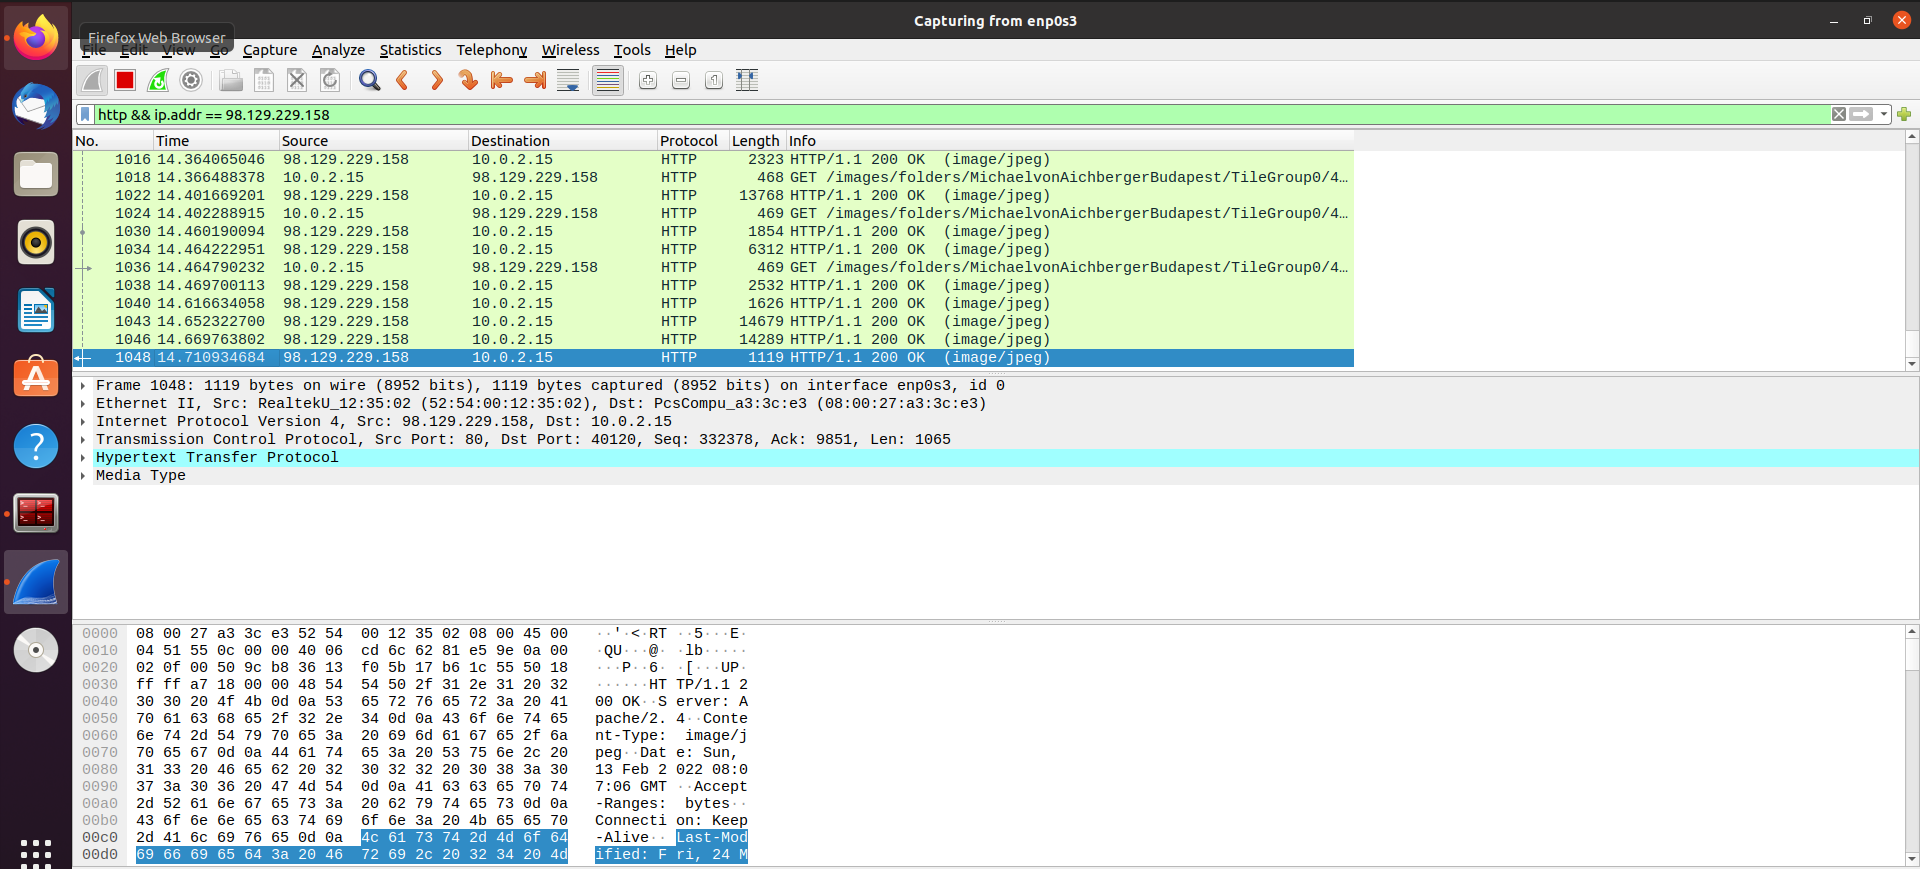 Capturing from enp0s3
Firefox Web Browser
File Edit View Go Capture Analyze Statistics Telephony Wireless Tools Help
http && ip.addr == 98.129.229.158
No. Time Source Destination Protocol Length Info
1016 14.364065046 98.129.229.158 10.0.2.15 HTTP 2323 HTTP/1.1 200 OK (image/jpeg)
1018 14.366488378 10.0.2.15 98.129.229.158 HTTP 468 GET /images/folders/MichaelvonAichbergerBudapest/TileGroup0/4…
1022 14.401669201 98.129.229.158 10.0.2.15 HTTP 13768 HTTP/1.1 200 OK (image/jpeg)
1024 14.402288915 10.0.2.15 98.129.229.158 HTTP 469 GET /images/folders/MichaelvonAichbergerBudapest/TileGroup0/4…
1030 14.460190094 98.129.229.158 10.0.2.15 HTTP 1854 HTTP/1.1 200 OK (image/jpeg)
1034 14.464222951 98.129.229.158 10.0.2.15 HTTP 6312 HTTP/1.1 200 OK (image/jpeg)
1036 14.464790232 10.0.2.15 98.129.229.158 HTTP 469 GET /images/folders/MichaelvonAichbergerBudapest/TileGroup0/4…
1038 14.469700113 98.129.229.158 10.0.2.15 HTTP 2532 HTTP/1.1 200 OK (image/jpeg)
1040 14.616634058 98.129.229.158 10.0.2.15 HTTP 1626 HTTP/1.1 200 OK (image/jpeg)
1043 14.652322700 98.129.229.158 10.0.2.15 HTTP 14679 HTTP/1.1 200 OK (image/jpeg)
1046 14.669763802 98.129.229.158 10.0.2.15 HTTP 14289 HTTP/1.1 200 OK (image/jpeg)
1048 14.710934684 98.129.229.158 10.0.2.15 HTTP 1119 HTTP/1.1 200 OK (image/jpeg)
Frame 1048: 1119 bytes on wire (8952 bits), 1119 bytes captured (8952 bits) on interface enp0s3, id 0
Ethernet II, Src: RealtekU_12:35:02 (52:54:00:12:35:02), Dst: PcsCompu_a3:3c:e3 (08:00:27:a3:3c:e3)
Internet Protocol Version 4, Src: 98.129.229.158, Dst: 10.0.2.15
Transmission Control Protocol, Src Port: 80, Dst Port: 40120, Seq: 332378, Ack: 9851, Len: 1065
Hypertext Transfer Protocol
Media Type
0000 08 00 27 a3 3c e3 52 54 00 12 35 02 08 00 45 00 ··'·<·RT ··5···E·
0010 04 51 55 0c 00 00 40 06 cd 6c 62 81 e5 9e 0a 00 ·QU···@· ·lb·····
0020 02 0f 00 50 9c b8 36 13 f0 5b 17 b6 1c 55 50 18 ···P··6· ·[···UP·
0030 ff ff a7 18 00 00 48 54 54 50 2f 31 2e 31 20 32 ······HT TP/1.1 2
0040 30 30 20 4f 4b 0d 0a 53 65 72 76 65 72 3a 20 41 00 OK··S erver: A
0050 70 61 63 68 65 2f 32 2e 34 0d 0a 43 6f 6e 74 65 pache/2. 4··Conte
0060 6e 74 2d 54 79 70 65 3a 20 69 6d 61 67 65 2f 6a nt-Type: image/j
0070 70 65 67 0d 0a 44 61 74 65 3a 20 53 75 6e 2c 20 peg··Dat e: Sun,
0080 31 33 20 46 65 62 20 32 30 32 32 20 30 38 3a 30 13 Feb 2 022 08:0
0090 37 3a 30 36 20 47 4d 54 0d 0a 41 63 63 65 70 74 7:06 GMT ··Accept
00a0 2d 52 61 6e 67 65 73 3a 20 62 79 74 65 73 0d 0a -Ranges: bytes··
00b0 43 6f 6e 6e 65 63 74 69 6f 6e 3a 20 4b 65 65 70 Connecti on: Keep
00c0 2d 41 6c 69 76 65 0d 0a 4c 61 73 74 2d 4d 6f 64 -Alive·· Last-Mod
00d0 69 66 69 65 64 3a 20 46 72 69 2c 20 32 34 20 4d ified: F ri, 24 M